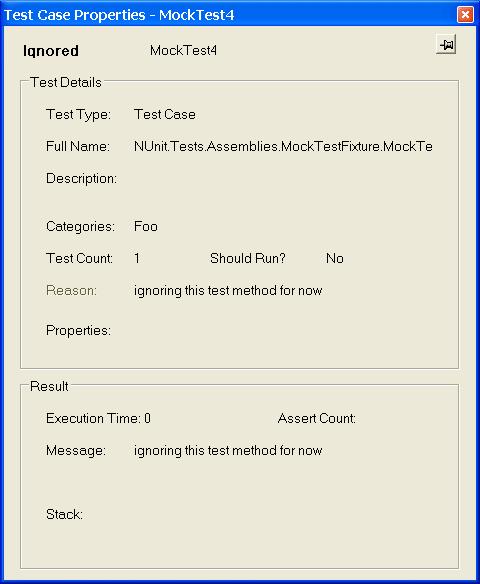 Test Case Properties - MockTest4
Ignored MockTest4
Test Details
Test Type: Test Case
Full Name: NUnit.Tests.Assemblies.MockTestFixture.MockTe
Description:
Categories: Foo
Test Count: 1 Should Run? No
Reason: ignoring this test method for now
Properties:
Result
Execution Time: 0 Assert Count:
Message: ignoring this test method for now
Stack: